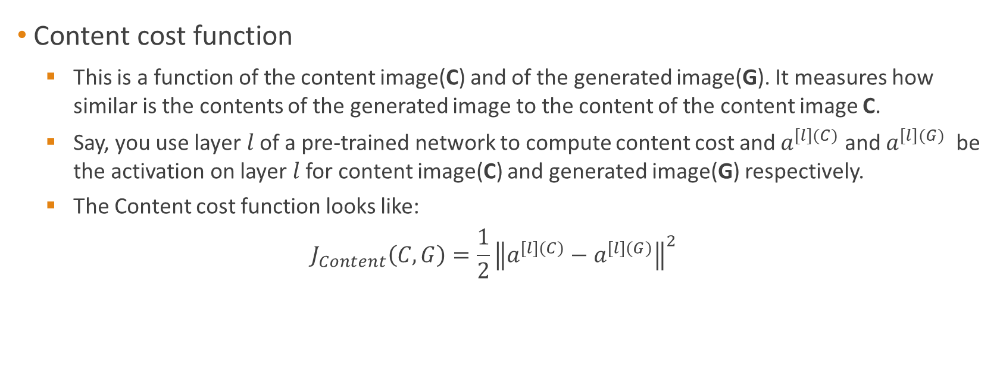 • Content cost function
▪ This is a function of the content image(C) and of the generated image(G). It measures how
similar is the contents of the generated image to the content of the content image C.
▪ Say, you use layer 𝑙 of a pre-trained network to compute content cost and 𝑎^{[𝑙](𝐶)} and 𝑎^{[𝑙](𝐺)} be
the activation on layer 𝑙 for content image(C) and generated image(G) respectively.
▪ The Content cost function looks like:
𝐽_{𝐶𝑜𝑛𝑡𝑒𝑛𝑡}(𝐶, 𝐺) = \frac{1}{2} ‖𝑎^{[𝑙](𝐶)} − 𝑎^{[𝑙](𝐺)}‖^2